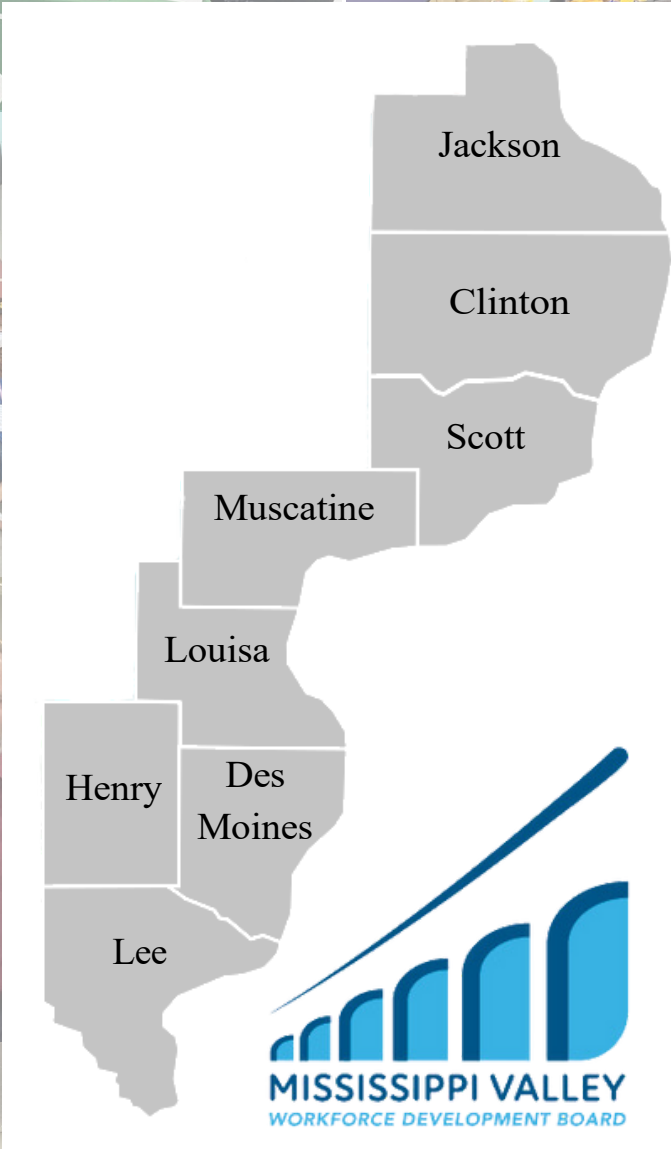 Jackson
Clinton
Scott
Muscatine
Louisa
Henry
Des
Moines
Lee
MISSISSIPPI VALLEY
WORKFORCE DEVELOPMENT BOARD